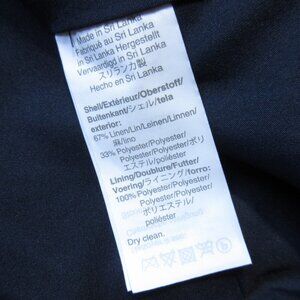 Made in Sri Lanka
Fabriqué au Sri Lanka
in Sri Lanka Hergestellt
Vervaardigd in Sri Lanka
スリランカ製
Hecho en Sri Lanka
Shell/Extérieur/Oberstoff/
Buitenkant/シェル/tela
exterior:
67% Linen/Lin/Leinen/Linnen/
麻/lino
33% Polyester/Polyester/
Polyester/Polyester/ポリ
エステル/poliéster
Lining/Doublure/Futter/
Voering/ライニング/forro:
100% Polyester/Polyester/
Polyester/Polyester/
ポリエステル/
poliéster
Dry clean.